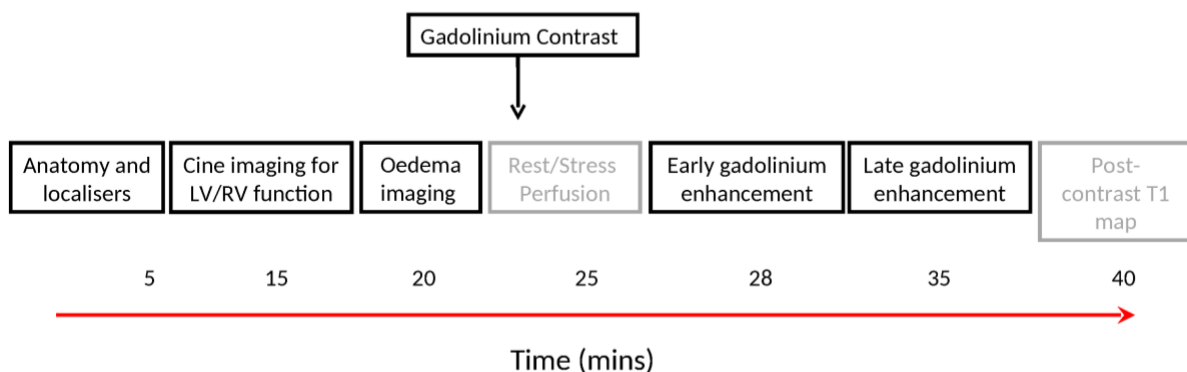 Gadolinium Contrast
Anatomy and
localisers
Cine imaging for
LV/RV function
Oedema
imaging
Rest/Stress
Perfusion
Early gadolinium
enhancement
Late gadolinium
enhancement
Post-
contrast T1
map
5 15 20 25 28 35 40
Time (mins)